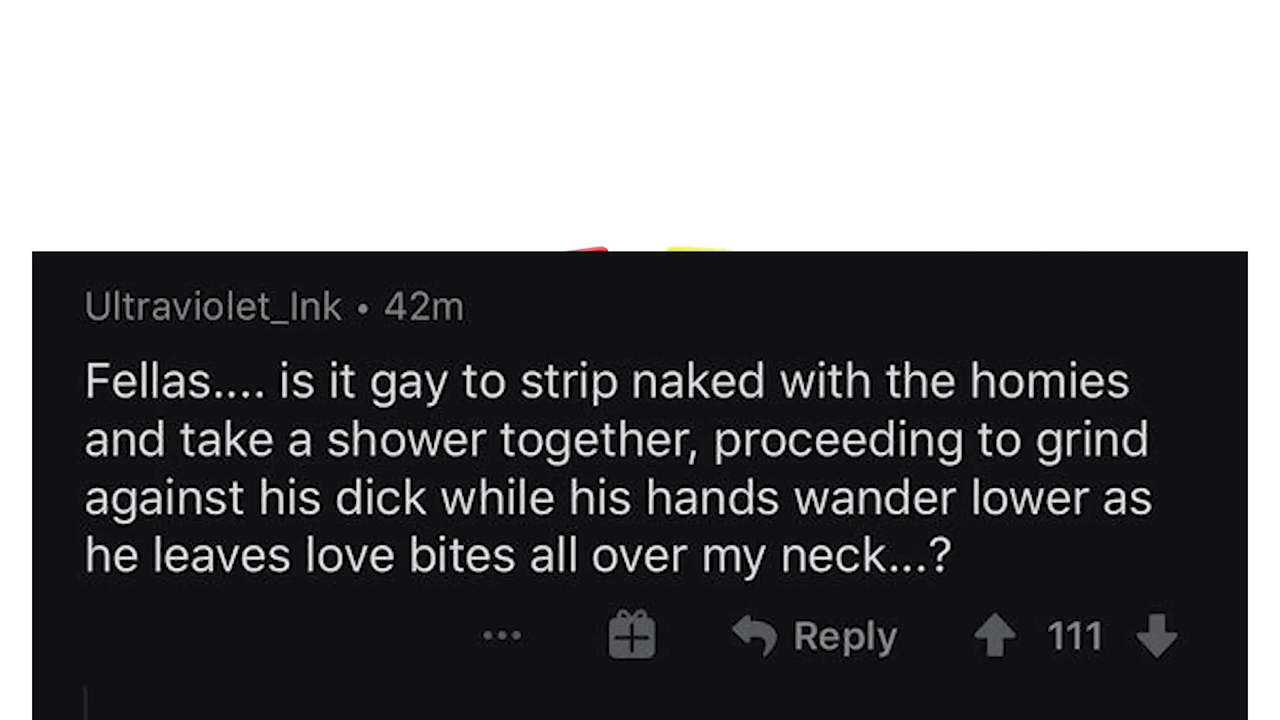 Ultraviolet_Ink • 42m
Fellas.... is it gay to strip naked with the homies
and take a shower together, proceeding to grind
against his dick while his hands wander lower as
he leaves love bites all over my neck...?
Reply 111